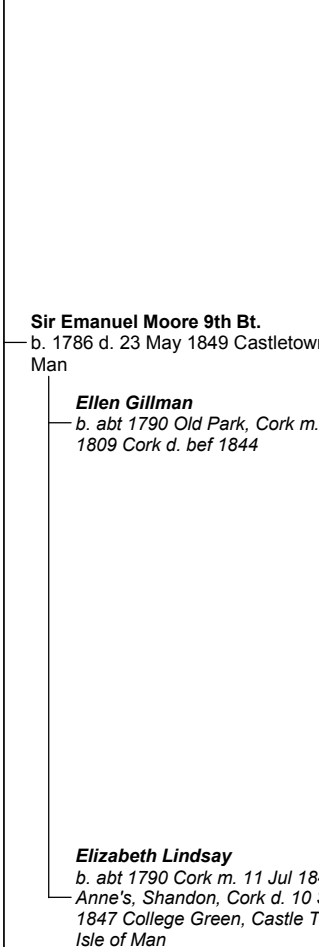 Sir Emanuel Moore 9th Bt.
b. 1786 d. 23 May 1849
Man
Ellen Gillman
b. abt 1790 Old Park, Cork m.
1809 Cork d. bef 1844
Elizabeth Lindsay
b. abt 1790 Cork m. 11 Jul
Anne's, Shandon, Cork d. 10
1847 College Green, Castle
Isle of Man